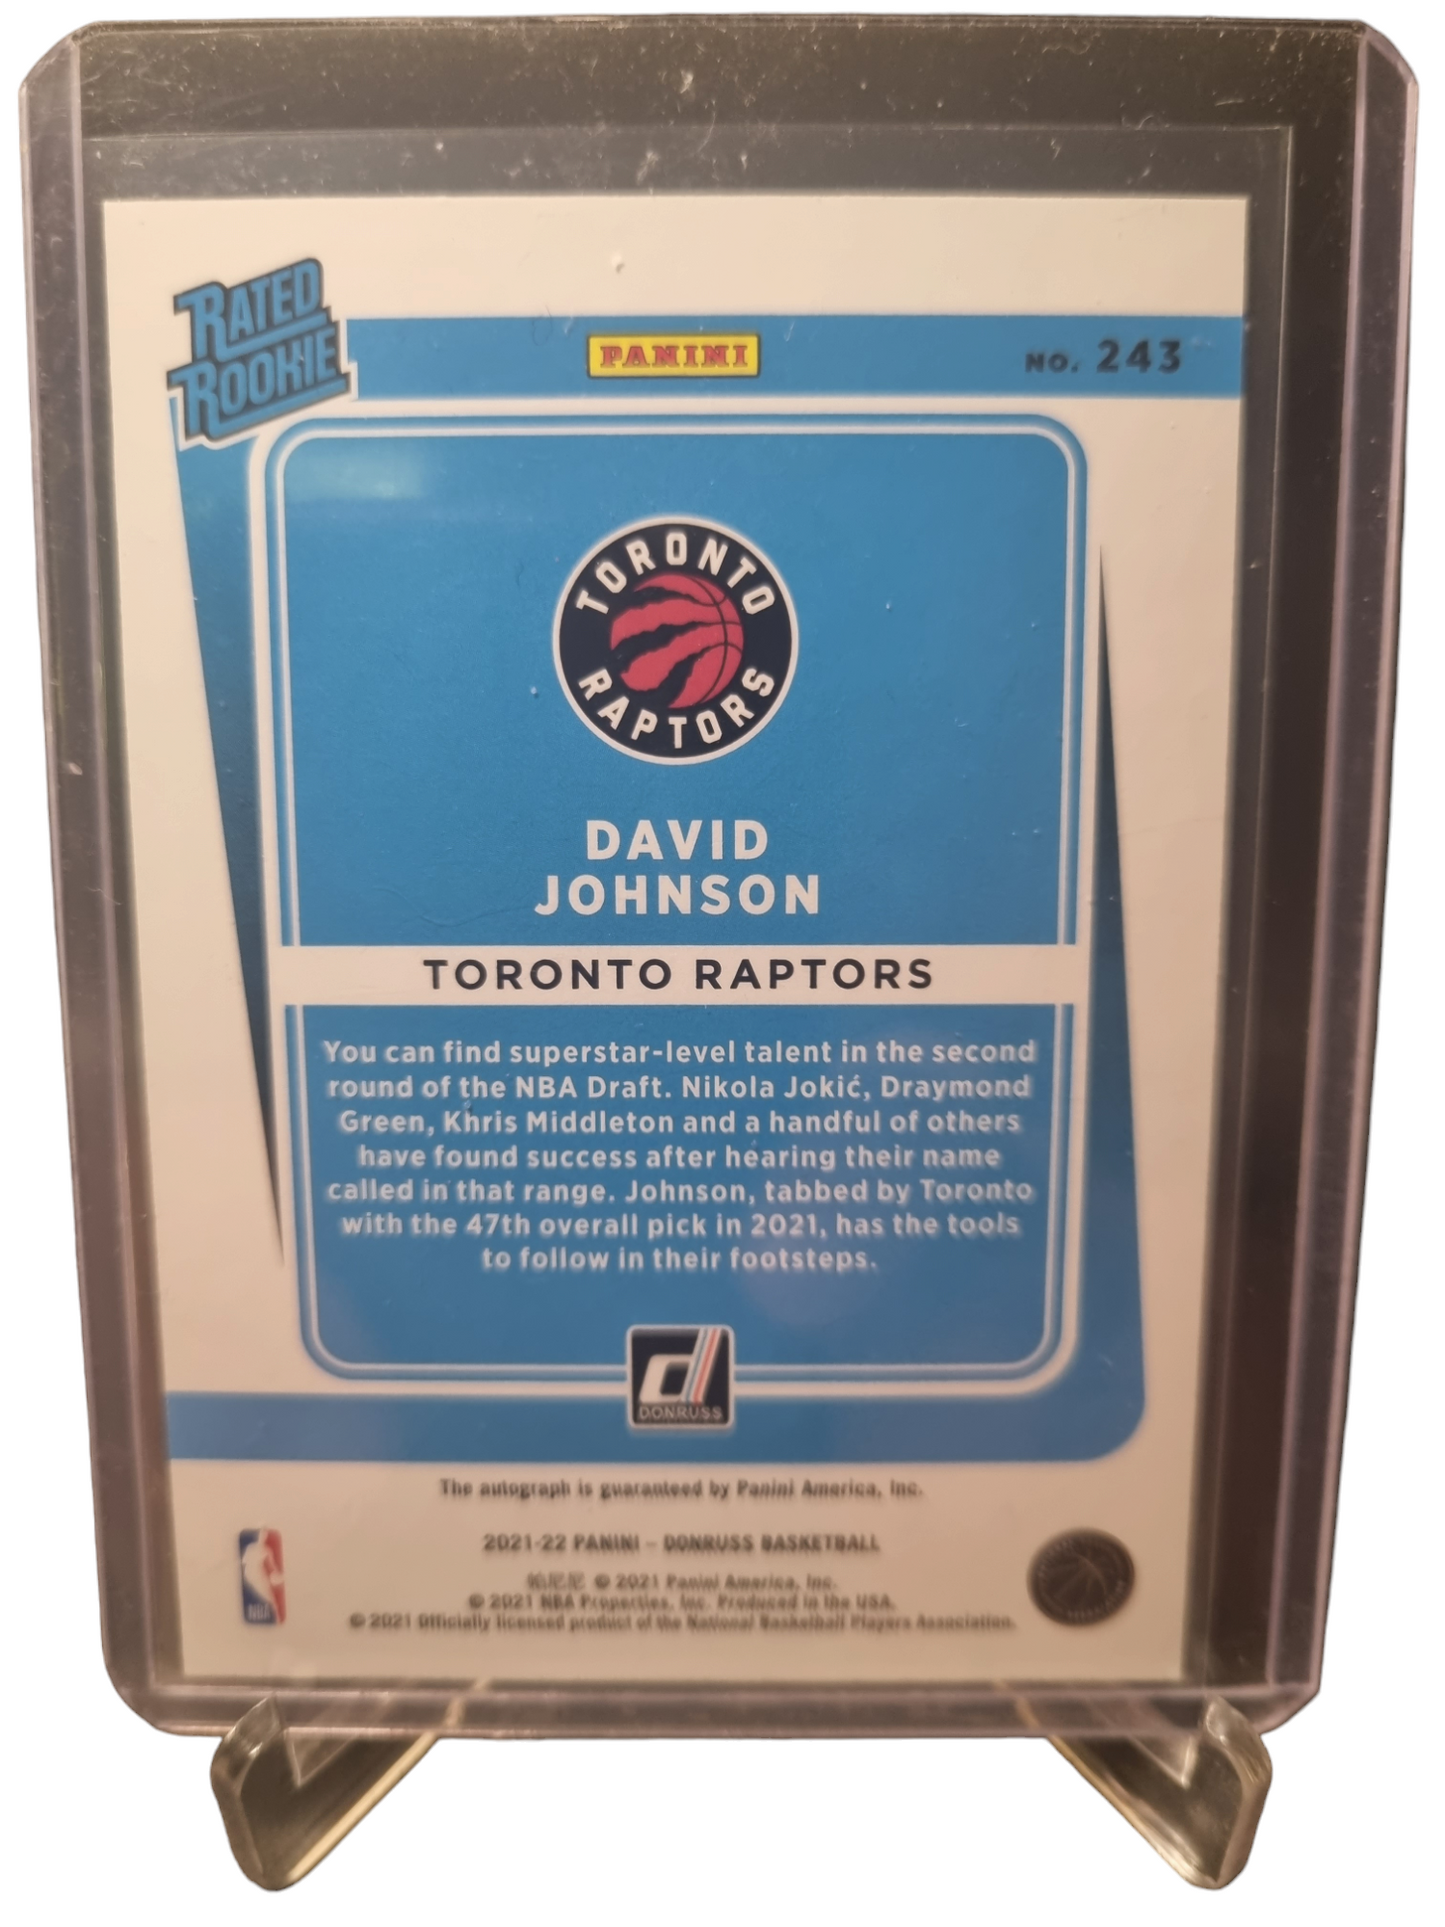 RATED
ROOKIE
PANINI
NO. 243
TORONTO
RAPTORS
DAVID
JOHNSON
TORONTO RAPTORS
You can find superstar-level talent in the second
round of the NBA Draft. Nikola Jokić, Draymond
Green, Khris Middleton and a handful of others
have found success after hearing their name
called in that range. Johnson, tabbed by Toronto
with the 47th overall pick in 2021, has the tools
to follow in their footsteps.
DONRUSS
The autograph is guaranteed by Panini America, Inc.
2021-22 PANINI – DONRUSS BASKETBALL
© 2021 Panini America, Inc.
© 2021 NBA Properties, Inc. Produced in the USA.
© 2021 Officially licensed product of the National Basketball Players Association.
NBA